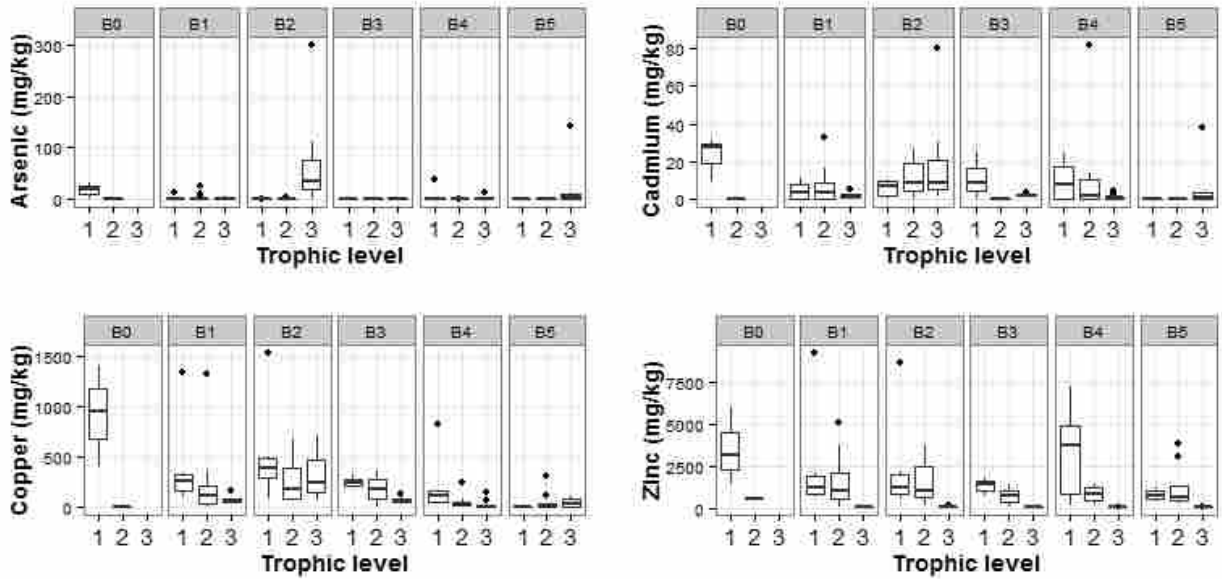 B0 B1 B2 B3 B4 B5
300
200
100
0
Arsenic (mg/kg)
1 2 3 1 2 3 1 2 3 1 2 3 1 2 3 1 2 3
Trophic level
B0 B1 B2 B3 B4 B5
80
60
40
20
0
Cadmium (mg/kg)
1 2 3 1 2 3 1 2 3 1 2 3 1 2 3 1 2 3
Trophic level
B0 B1 B2 B3 B4 B5
1500
1000
500
0
Copper (mg/kg)
1 2 3 1 2 3 1 2 3 1 2 3 1 2 3 1 2 3
Trophic level
B0 B1 B2 B3 B4 B5
7500
5000
2500
0
Zinc (mg/kg)
1 2 3 1 2 3 1 2 3 1 2 3 1 2 3 1 2 3
Trophic level